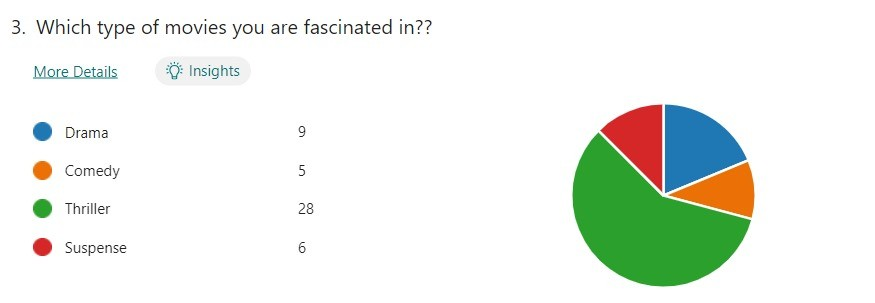 3. Which type of movies you are fascinated in??
More Details Insights
Drama 9
Comedy 5
Thriller 28
Suspense 6